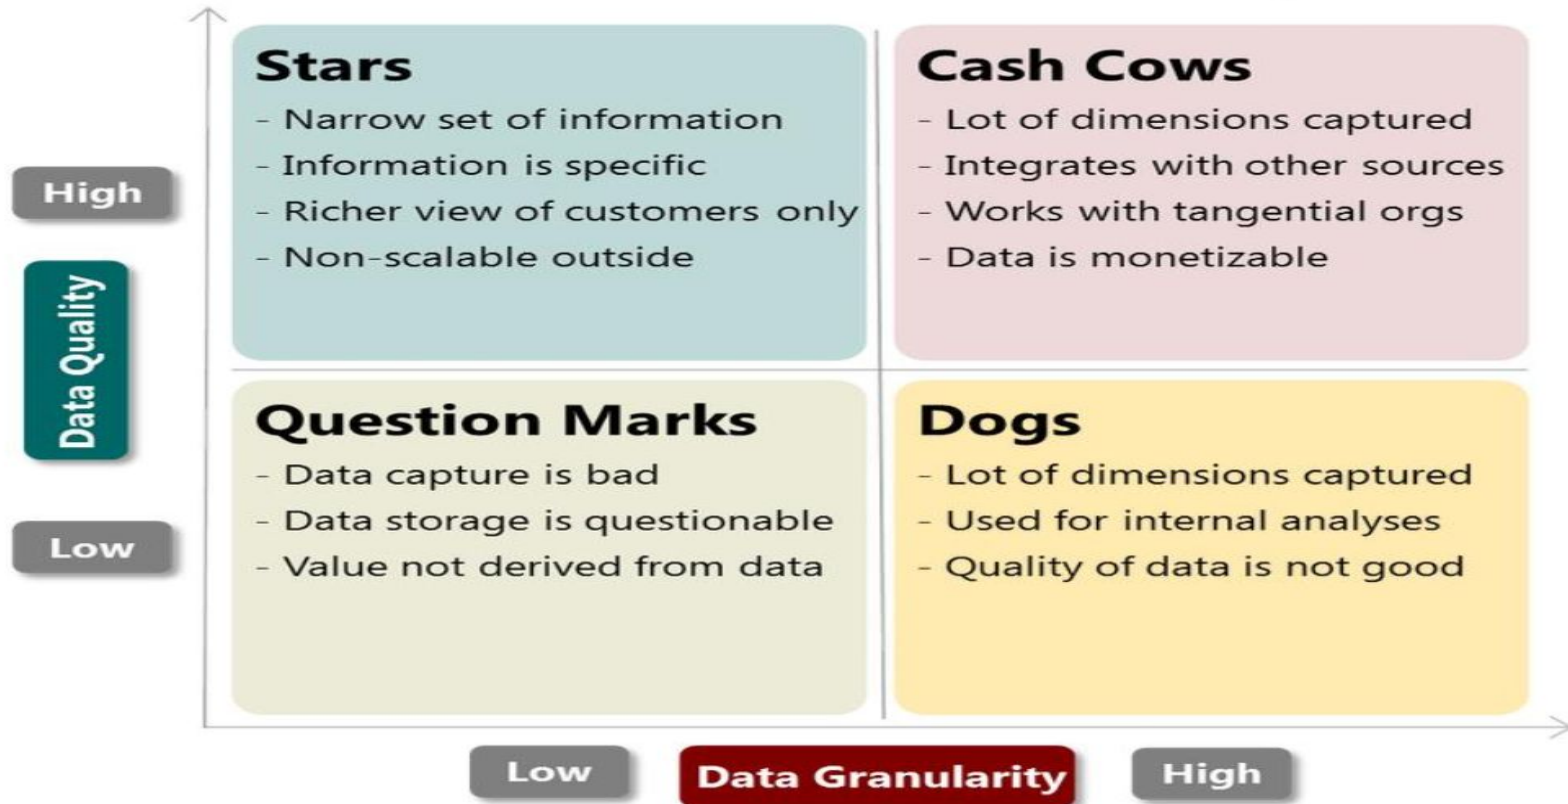 Stars
- Narrow set of information
- Information is specific
- Richer view of customers only
- Non-scalable outside
Cash Cows
- Lot of dimensions captured
- Integrates with other sources
- Works with tangential orgs
- Data is monetizable
High
Data Quality
Low
Question Marks
- Data capture is bad
- Data storage is questionable
- Value not derived from data
Dogs
- Lot of dimensions captured
- Used for internal analyses
- Quality of data is not good
Low
Data Granularity
High